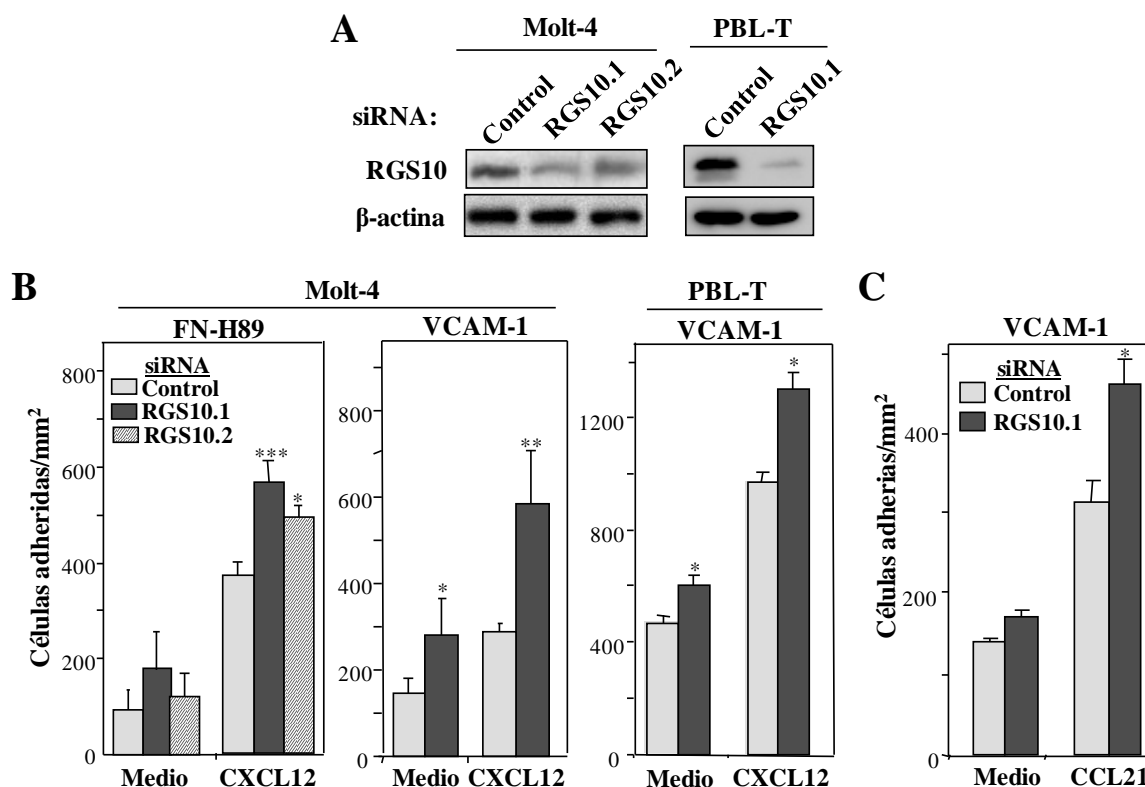 A
Molt-4
PBL-T
siRNA:
Control
RGS10.1
RGS10.2
Control
RGS10.1
RGS10
β-actina
B
Molt-4
PBL-T
C
FN-H89
VCAM-1
VCAM-1
VCAM-1
siRNA
Control
RGS10.1
RGS10.2
siRNA
Control
RGS10.1
Células adheridas/mm²
800
600
400
200
0
***
*
Medio
CXCL12
800
600
400
200
0
*
**
Medio
CXCL12
1200
800
400
0
*
*
Medio
CXCL12
Células adherias/mm²
400
200
0
*
Medio
CCL21